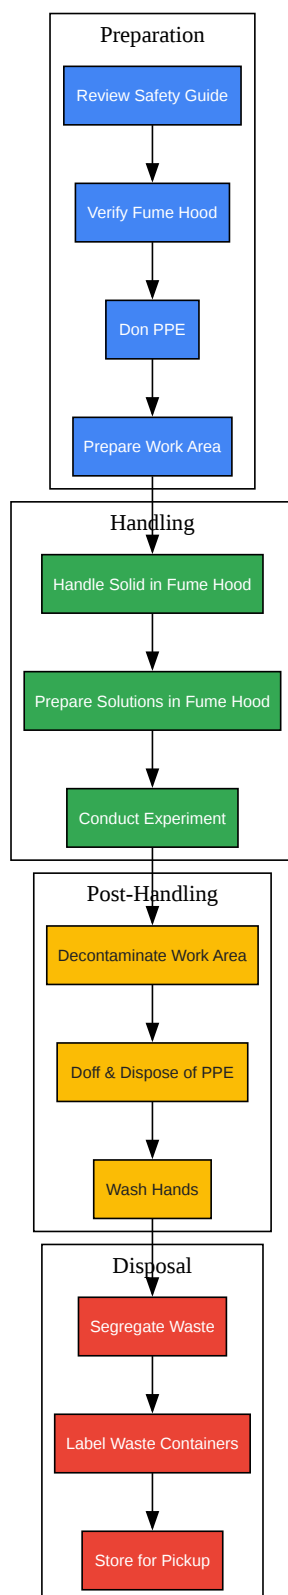 Preparation
Review Safety Guide
Verify Fume Hood
Don PPE
Prepare Work Area
Handling
Handle Solid in Fume Hood
Prepare Solutions in Fume Hood
Conduct Experiment
Post-Handling
Decontaminate Work Area
Doff & Dispose of PPE
Wash Hands
Disposal
Segregate Waste
Label Waste Containers
Store for Pickup